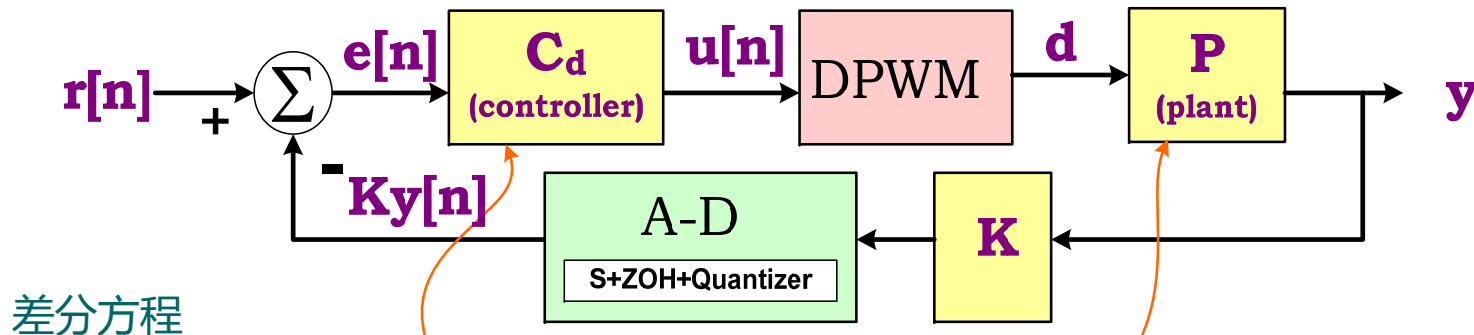 r[n]
+
Σ
-
e[n]
C_d
(controller)
u[n]
DPWM
d
P
(plant)
y
Ky[n]
A-D
S+ZOH+Quantizer
K
差分方程